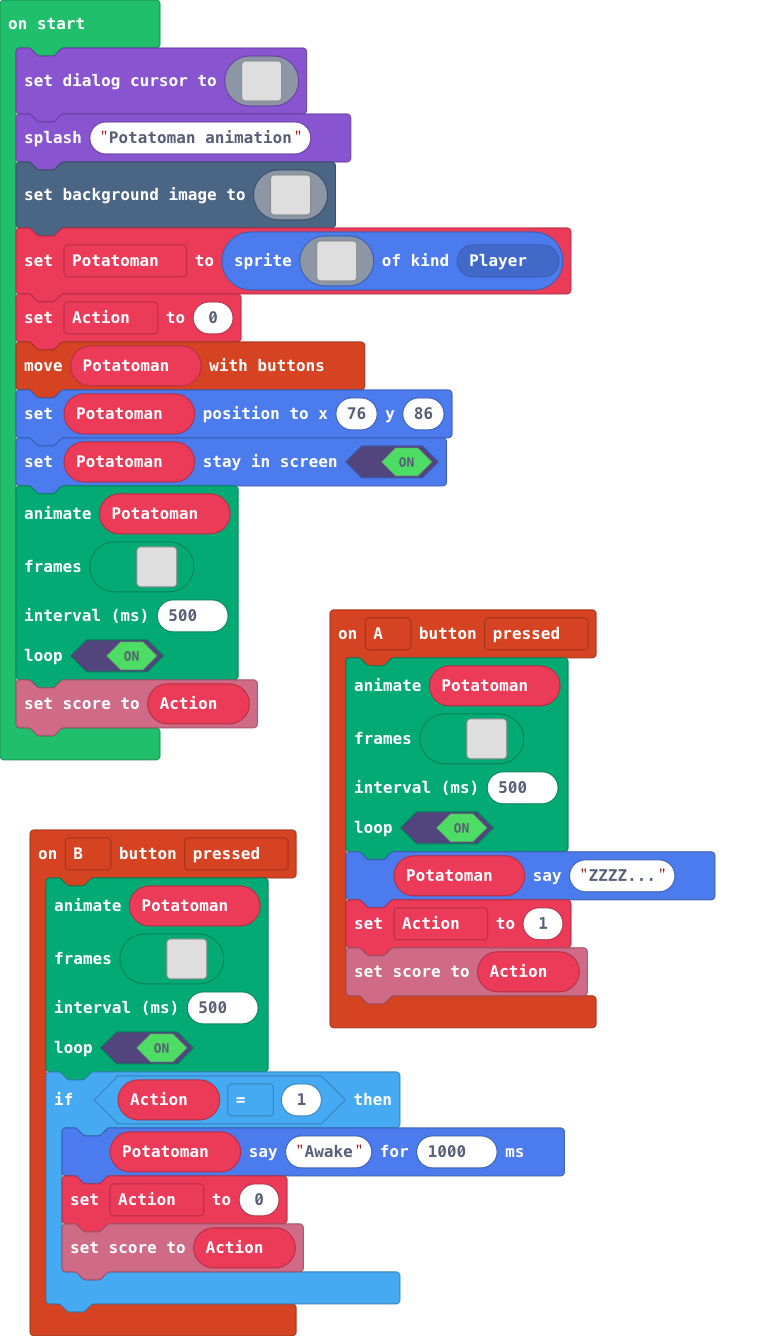 on start
set dialog cursor to
splash "Potatoman animation"
set background image to
set Potatoman to sprite of kind Player
set Action to 0
move Potatoman with buttons
set Potatoman position to x 76 y 86
set Potatoman stay in screen ON
animate Potatoman
frames
interval (ms) 500
loop ON
set score to Action
on A button pressed
animate Potatoman
frames
interval (ms) 500
loop ON
Potatoman say "ZZZZ..."
set Action to 1
set score to Action
on B button pressed
animate Potatoman
frames
interval (ms) 500
loop ON
if Action = 1 then
Potatoman say "Awake" for 1000 ms
set Action to 0
set score to Action